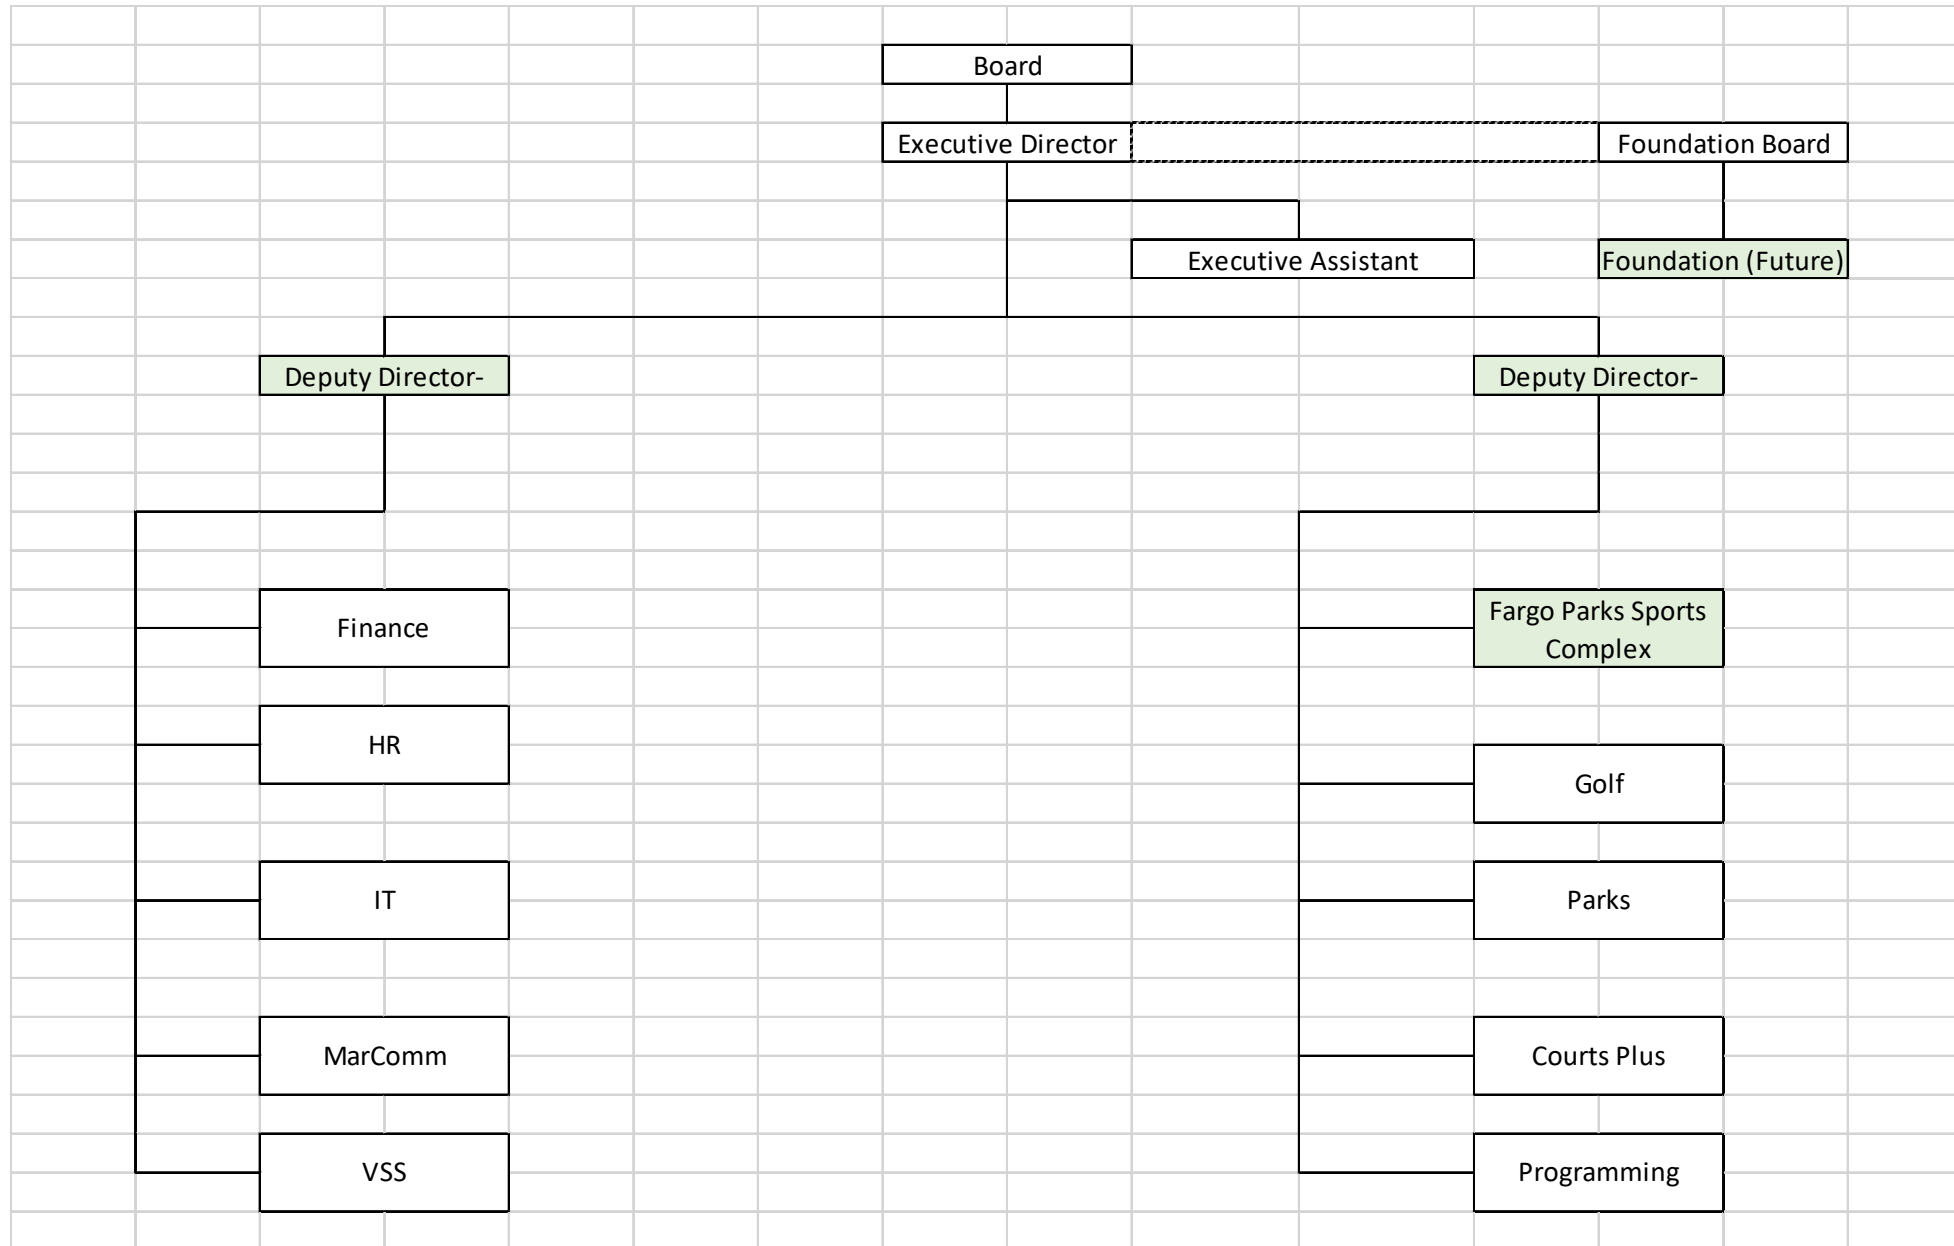 Board
Executive Director
Foundation Board
Executive Assistant
Foundation (Future)
Deputy Director-
Deputy Director-
Finance
HR
IT
MarComm
VSS
Fargo Parks Sports
Complex
Golf
Parks
Courts Plus
Programming